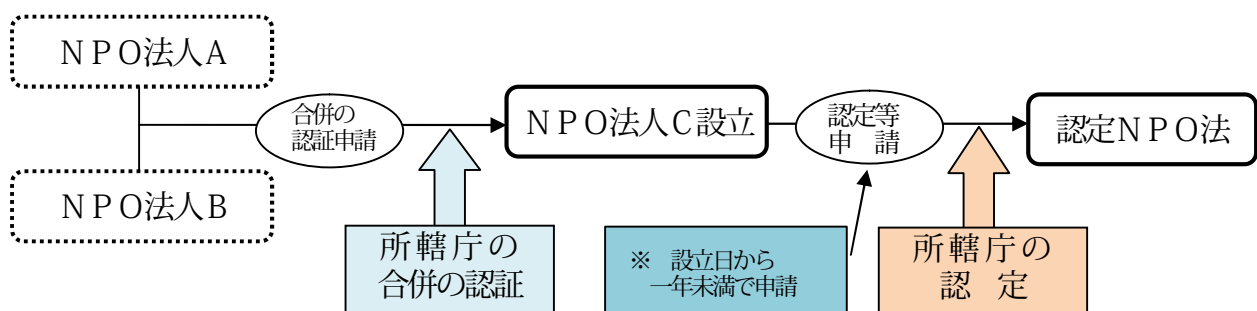 ＮＰＯ法人Ａ
ＮＰＯ法人Ｂ
合併の
認証申請
所轄庁の
合併の認証
ＮＰＯ法人Ｃ設立
認定等
申　請
※　設立日から
一年未満で申請
所轄庁の
認　定
認定ＮＰＯ法